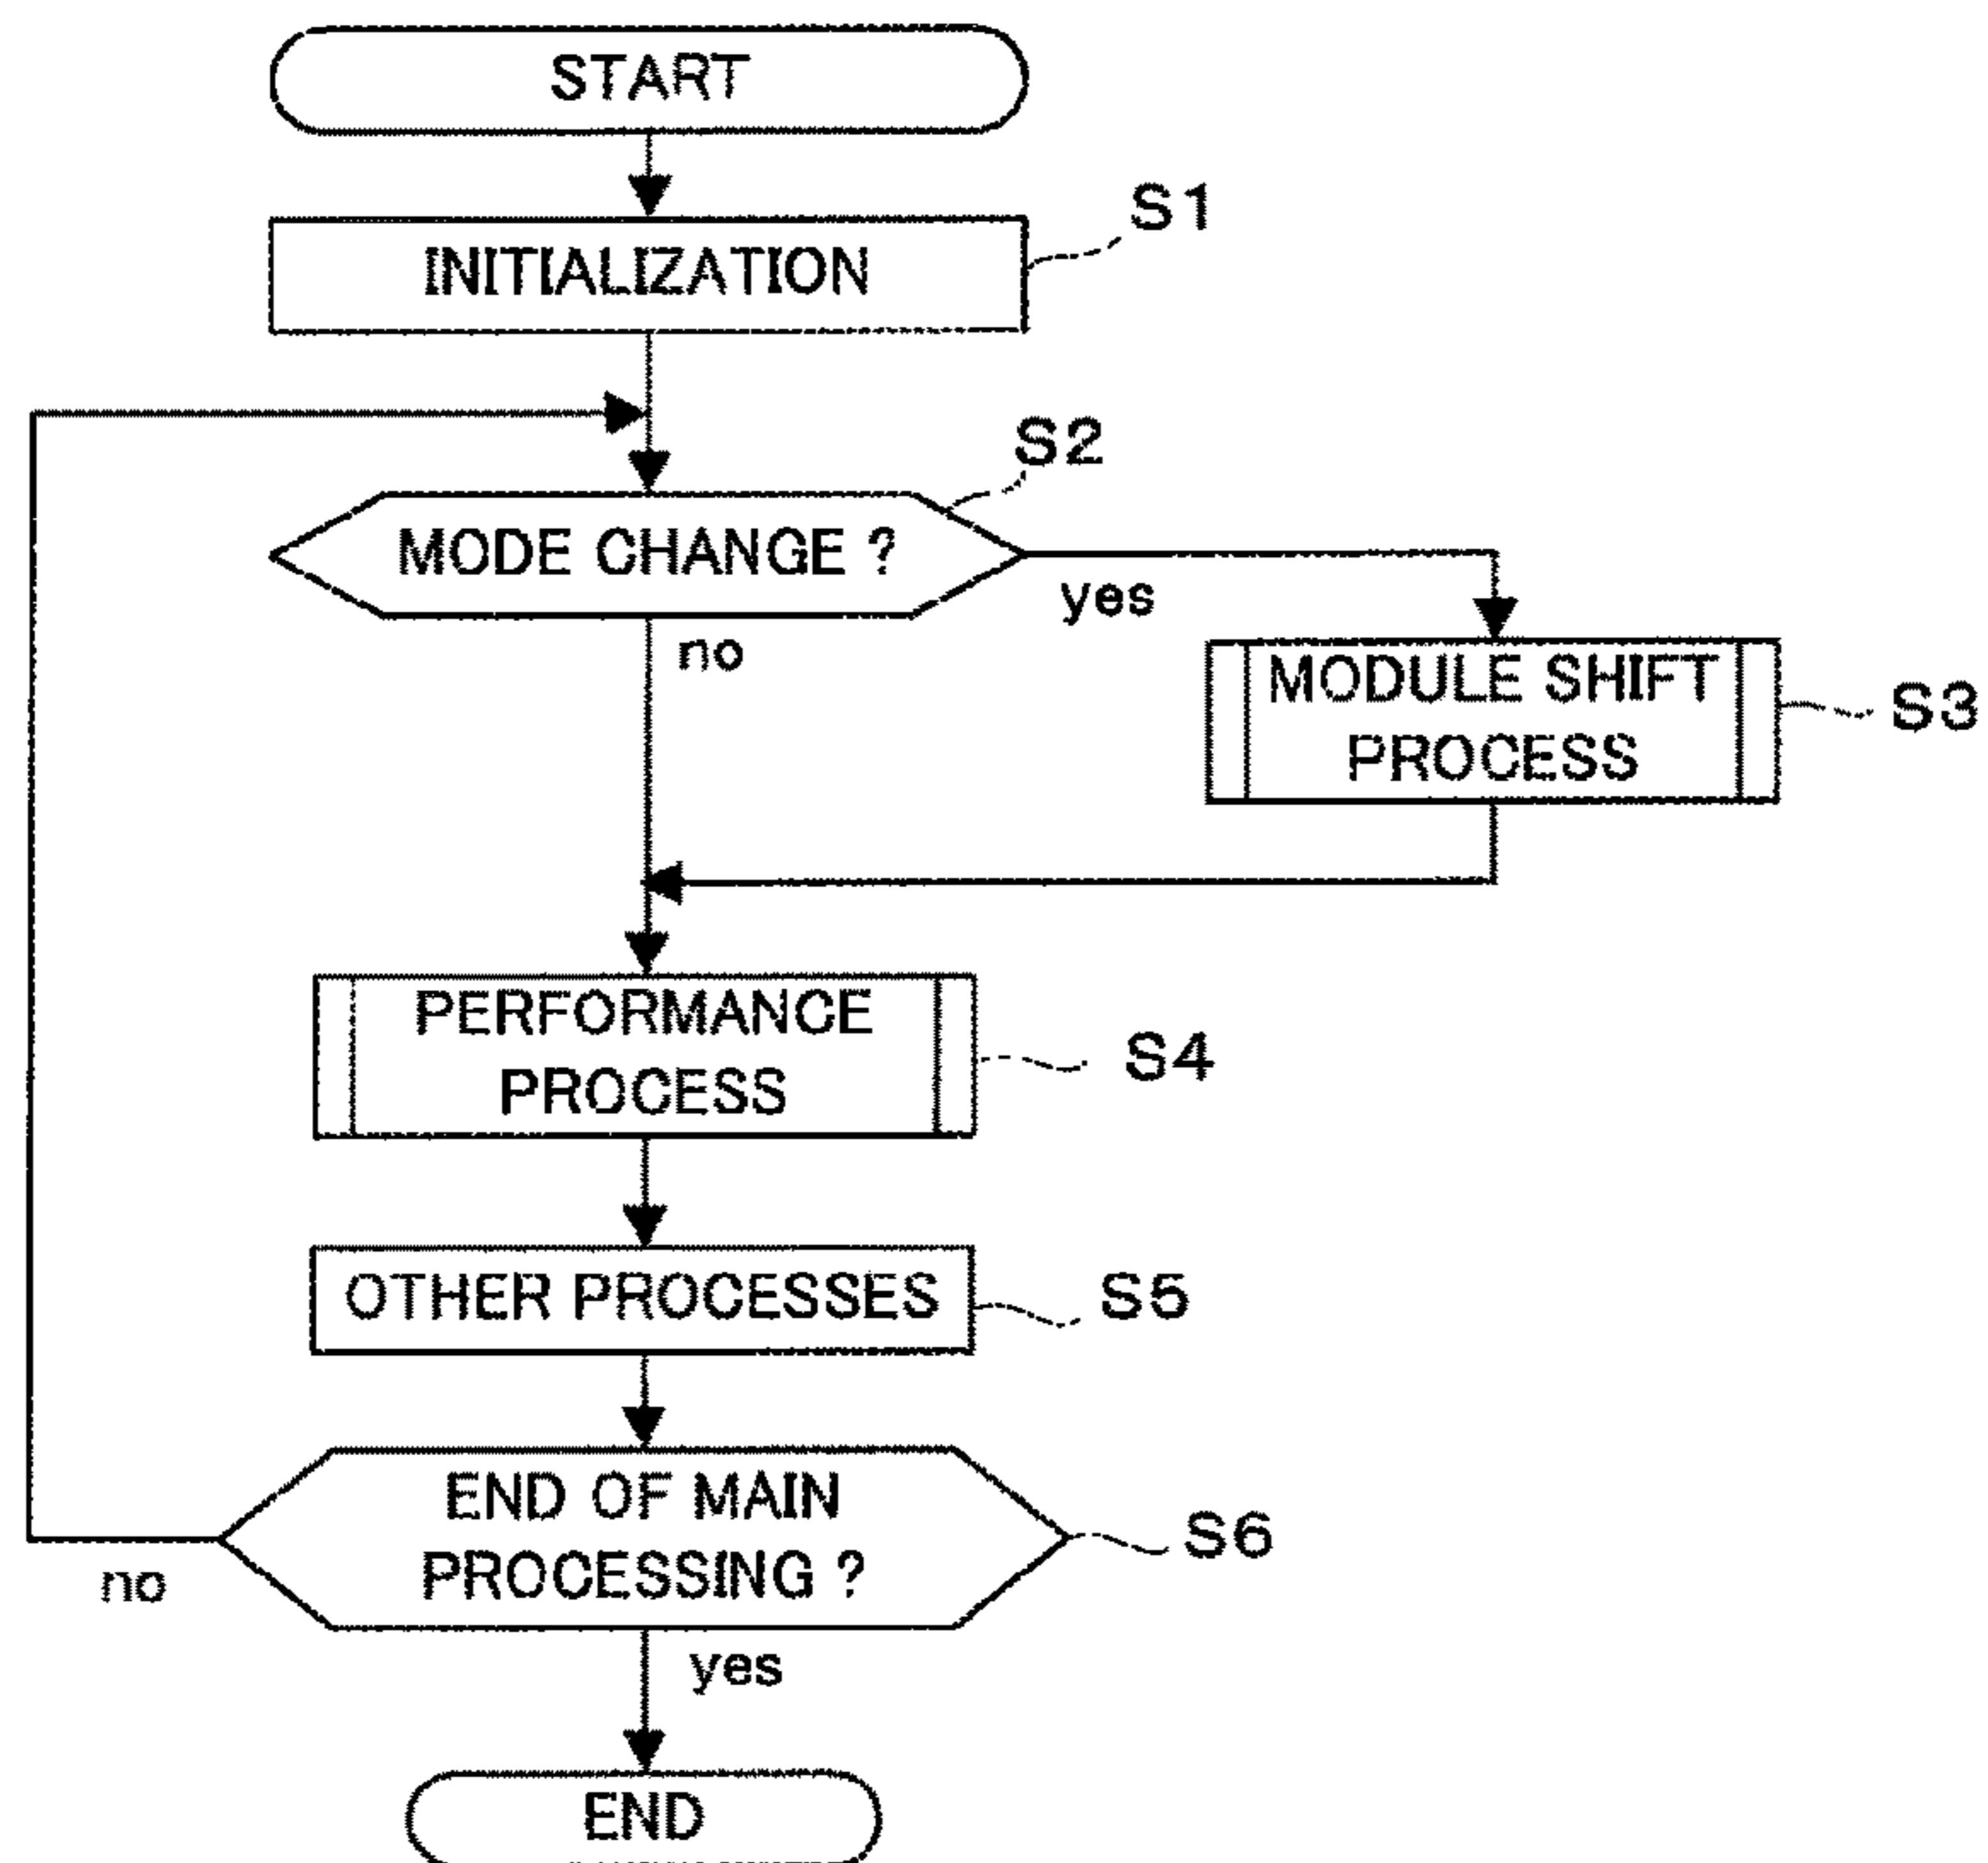 START
INITIALIZATION
S1
MODE CHANGE ?
S2
yes
no
MODULE SHIFT
PROCESS
S3
PERFORMANCE
PROCESS
S4
OTHER PROCESSES
S5
END OF MAIN
PROCESSING ?
S6
no
yes
END